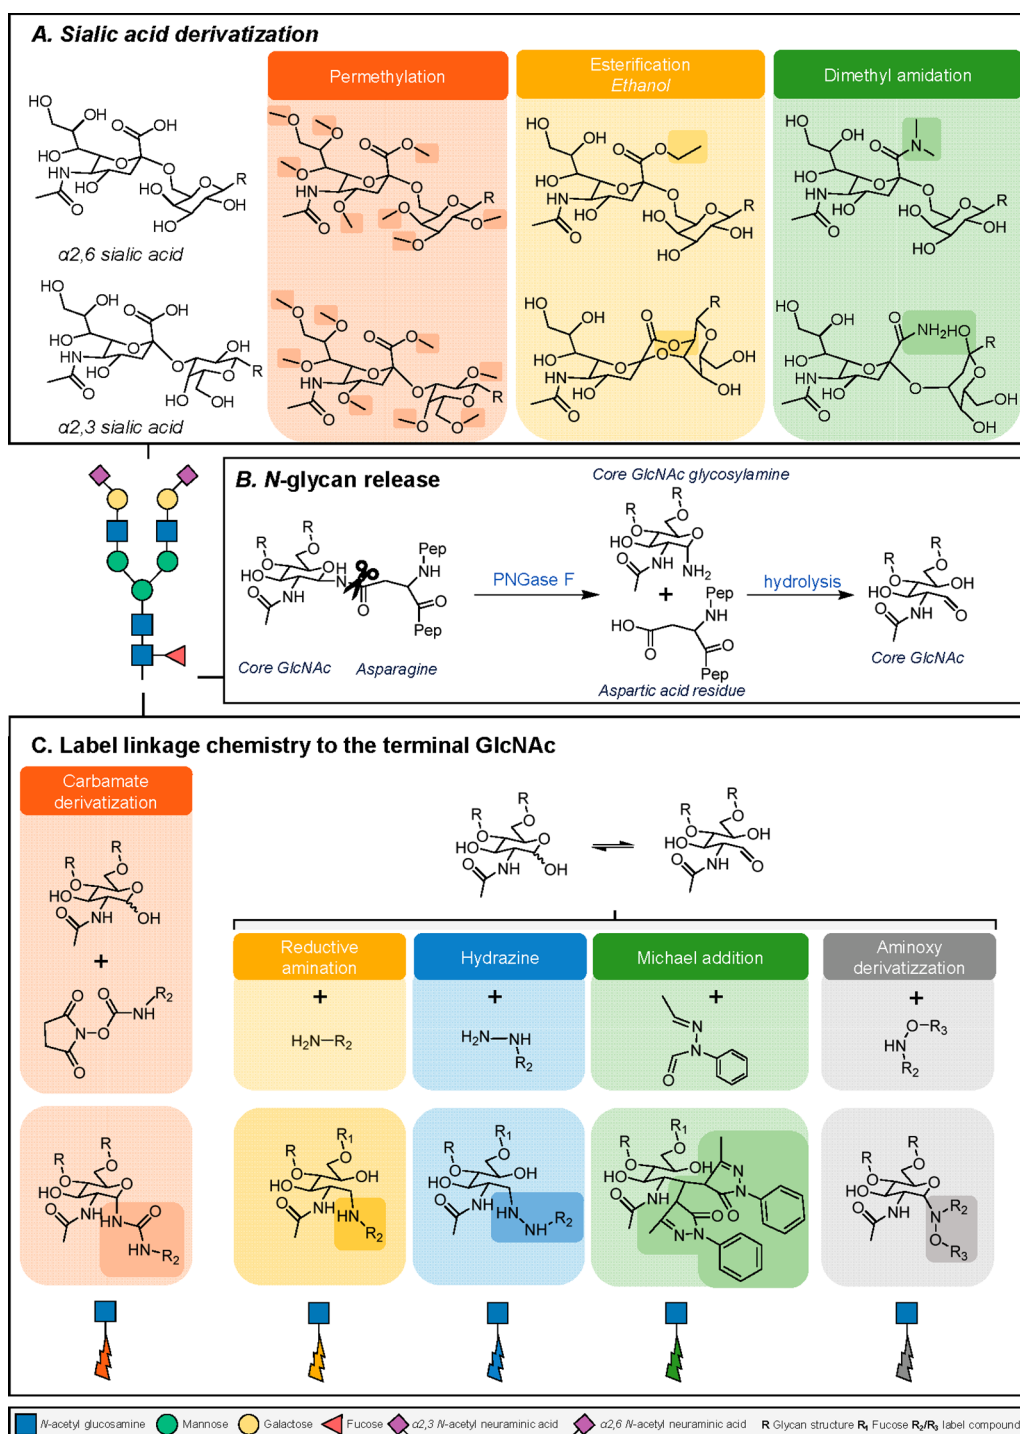 A. Sialic acid derivatization
Permethylation
Esterification
Ethanol
Dimethyl amidation
α2,6 sialic acid
α2,3 sialic acid
B. N-glycan release
Core GlcNAc glycosylamine
PNGase F
hydrolysis
Core GlcNAc
Asparagine
Aspartic acid residue
Core GlcNAc
C. Label linkage chemistry to the terminal GlcNAc
Carbamate
derivatization
Reductive
amination
Hydrazine
Michael addition
Aminoxy
derivatizzation
N-acetyl glucosamine
Mannose
Galactose
Fucose
α2,3 N-acetyl neuraminic acid
α2,6 N-acetyl neuraminic acid
R Glycan structure R₁ Fucose R₂/R₃ label compound